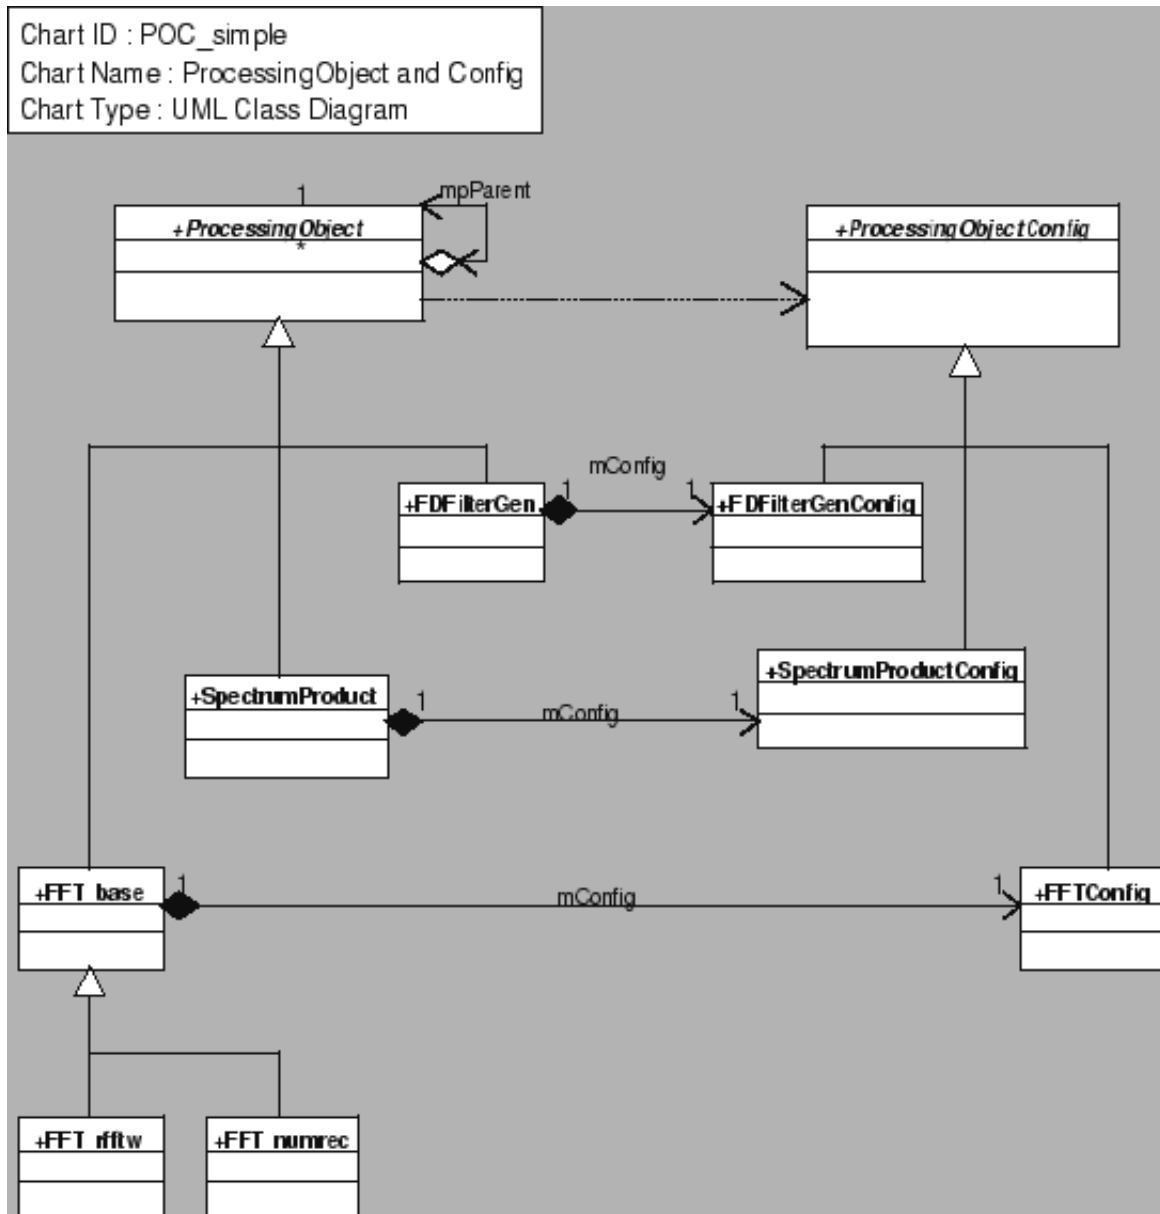 Chart ID : POC_simple
Chart Name : ProcessingObject and Config
Chart Type : UML Class Diagram
1
mpParent
+ProcessingObject
*
+ProcessingObjectConfig
mConfig
1
1
+FDFilterGen
+FDFilterGenConfig
+SpectrumProductConfig
+SpectrumProduct
1
1
mConfig
+FFT_base
1
1
mConfig
+FFTConfig
+FFT_rfftw
+FFT_numrec